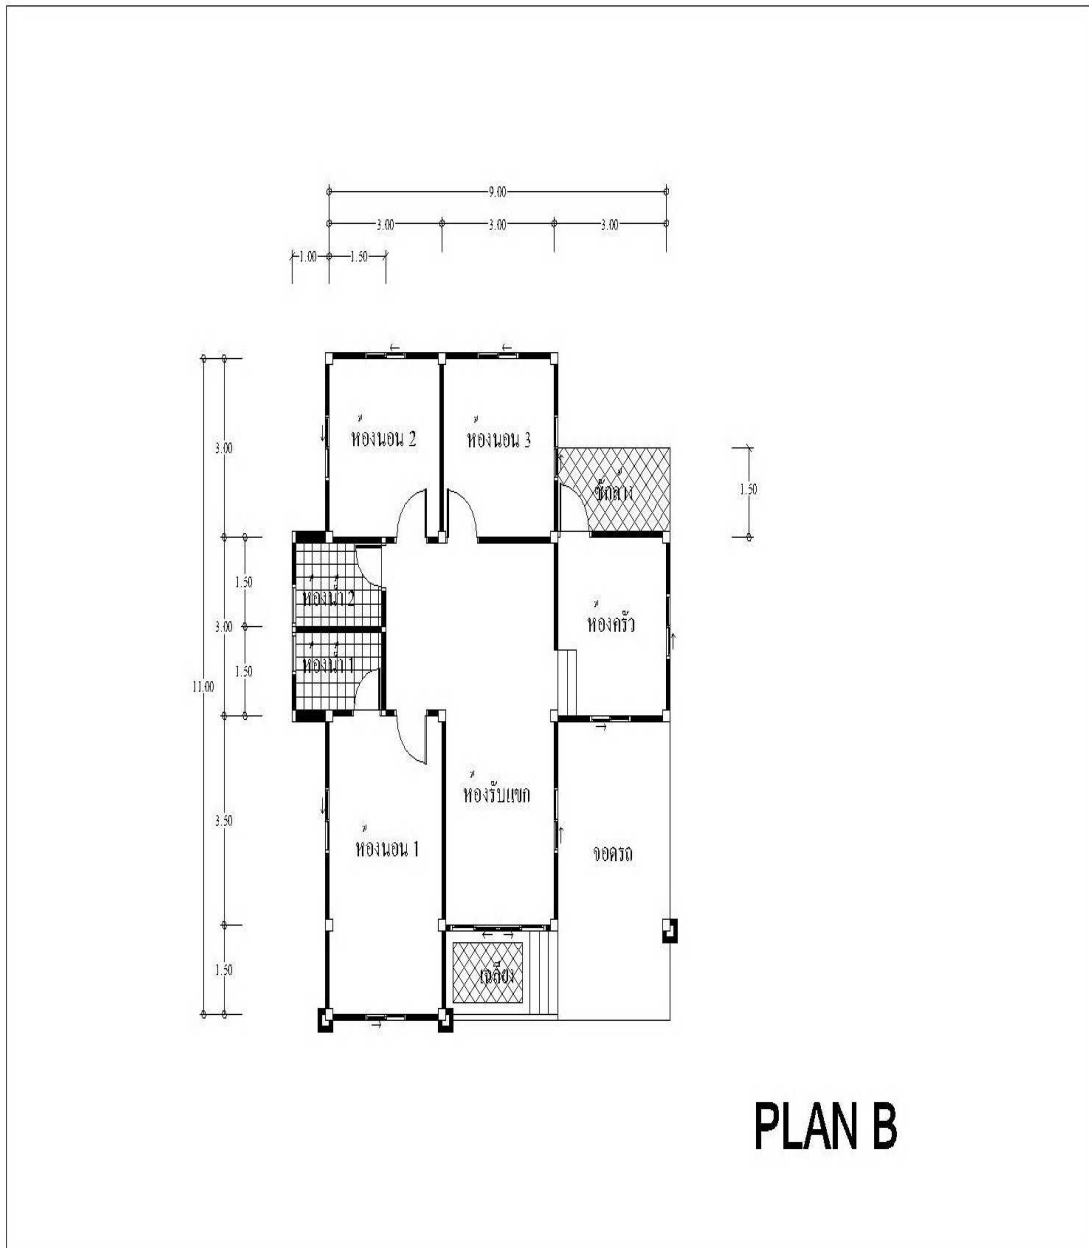 9.00
3.00 3.00 3.00
1.00 1.50
ห้องนอน 2 ห้องนอน 3
3.00
ซักล้าง
1.50
1.50
ห้องน้ำ 2
ห้องครัว
3.00
ห้องน้ำ 1
1.50
11.00
ห้องรับแขก
3.50
ห้องนอน 1
จอดรถ
1.50
เฉลียง
PLAN B